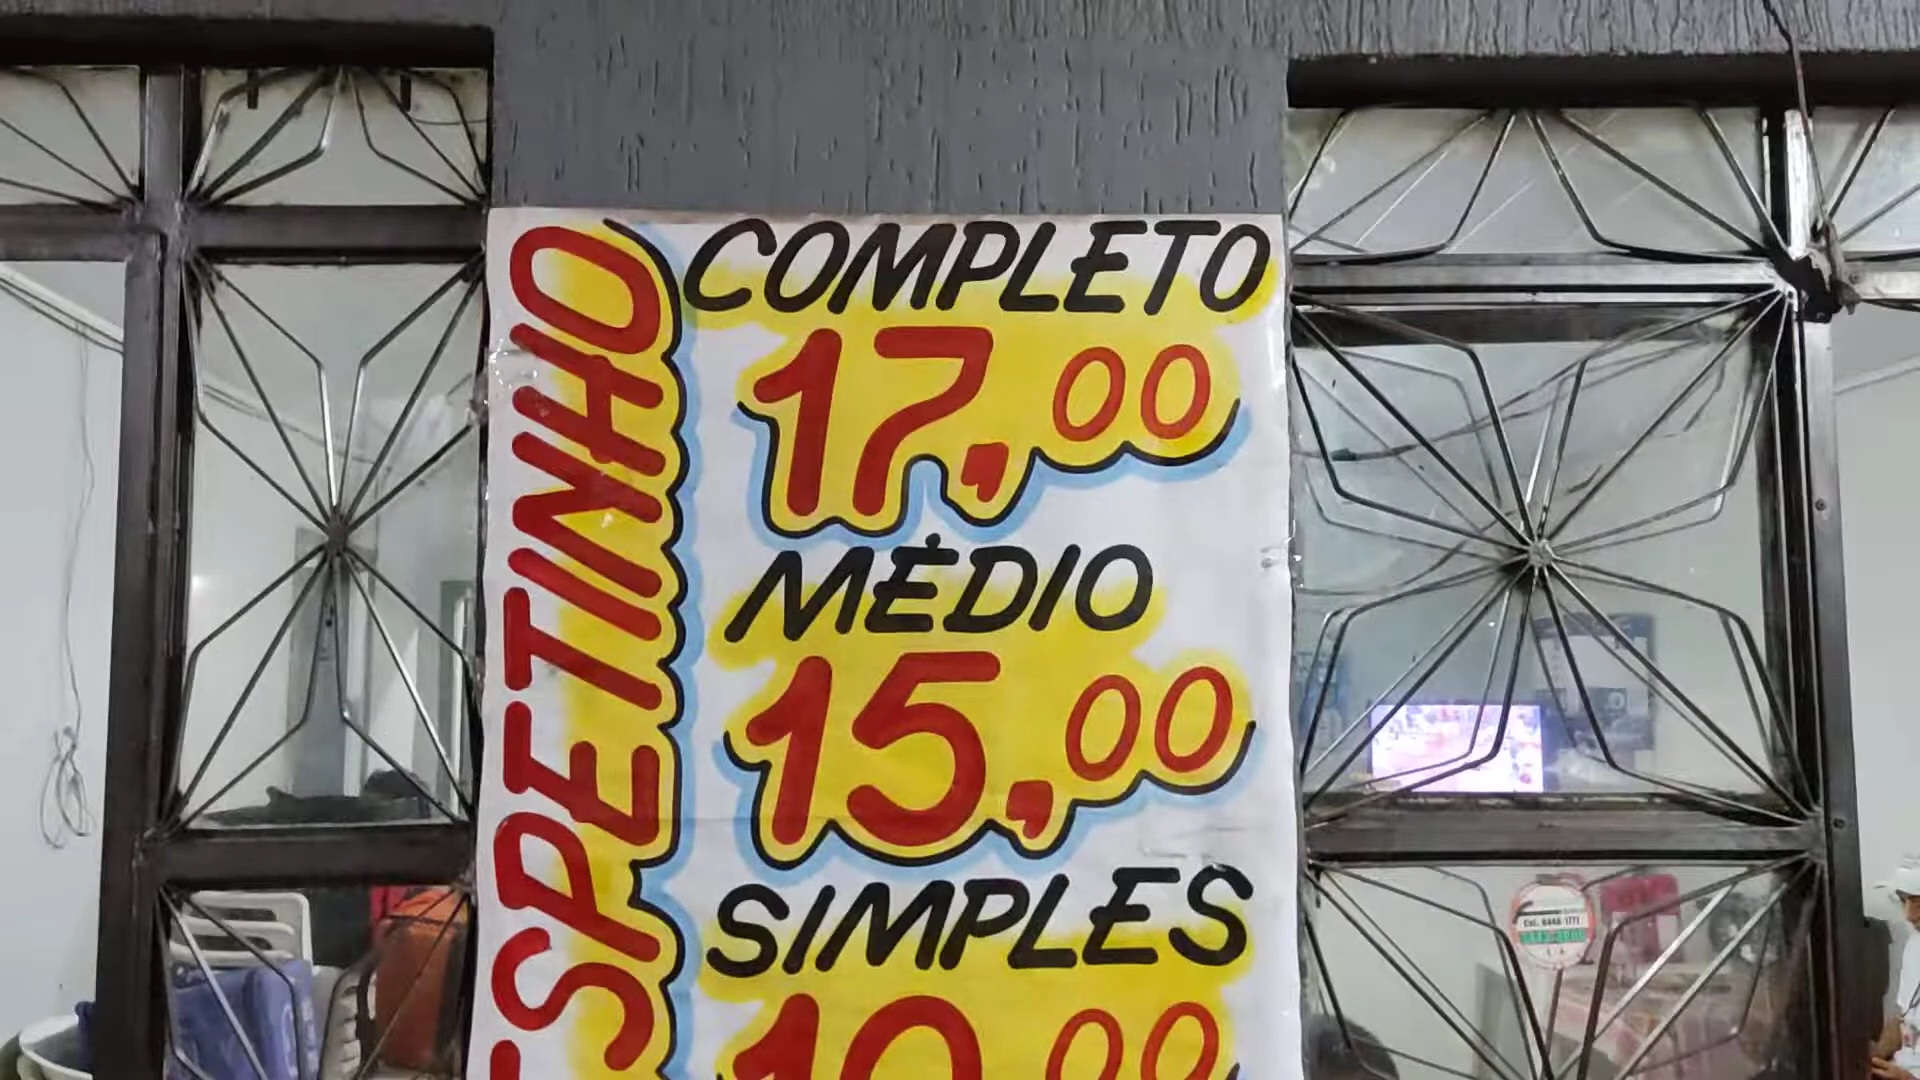 ESPETINHO
COMPLETO
17,00
MÉDIO
15,00
SIMPLES